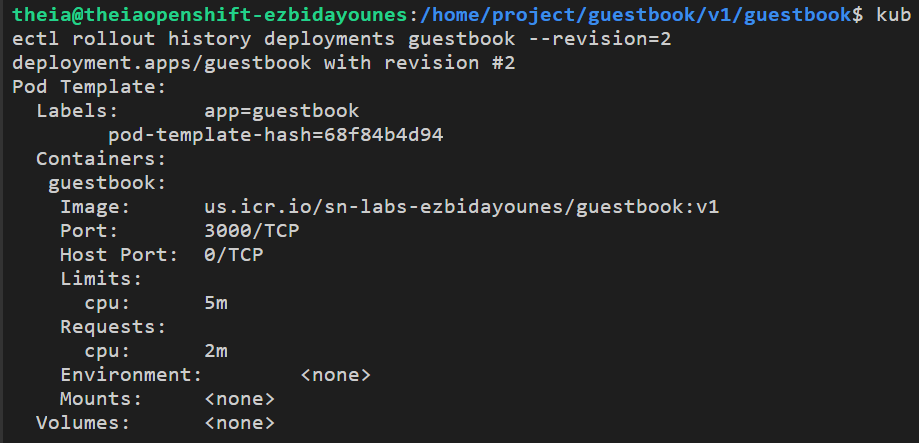 theia@theiaopenshift-ezbidayounes:/home/project/guestbook/v1/guestbook$ kub
ectl rollout history deployments guestbook --revision=2
deployment.apps/guestbook with revision #2
Pod Template:
  Labels:       app=guestbook
        pod-template-hash=68f84b4d94
  Containers:
   guestbook:
    Image:      us.icr.io/sn-labs-ezbidayounes/guestbook:v1
    Port:       3000/TCP
    Host Port:  0/TCP
    Limits:
      cpu:      5m
    Requests:
      cpu:      2m
    Environment:        <none>
    Mounts:     <none>
  Volumes:      <none>